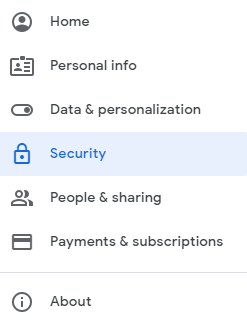 Home
Personal info
Data & personalization
Security
People & sharing
Payments & subscriptions
About